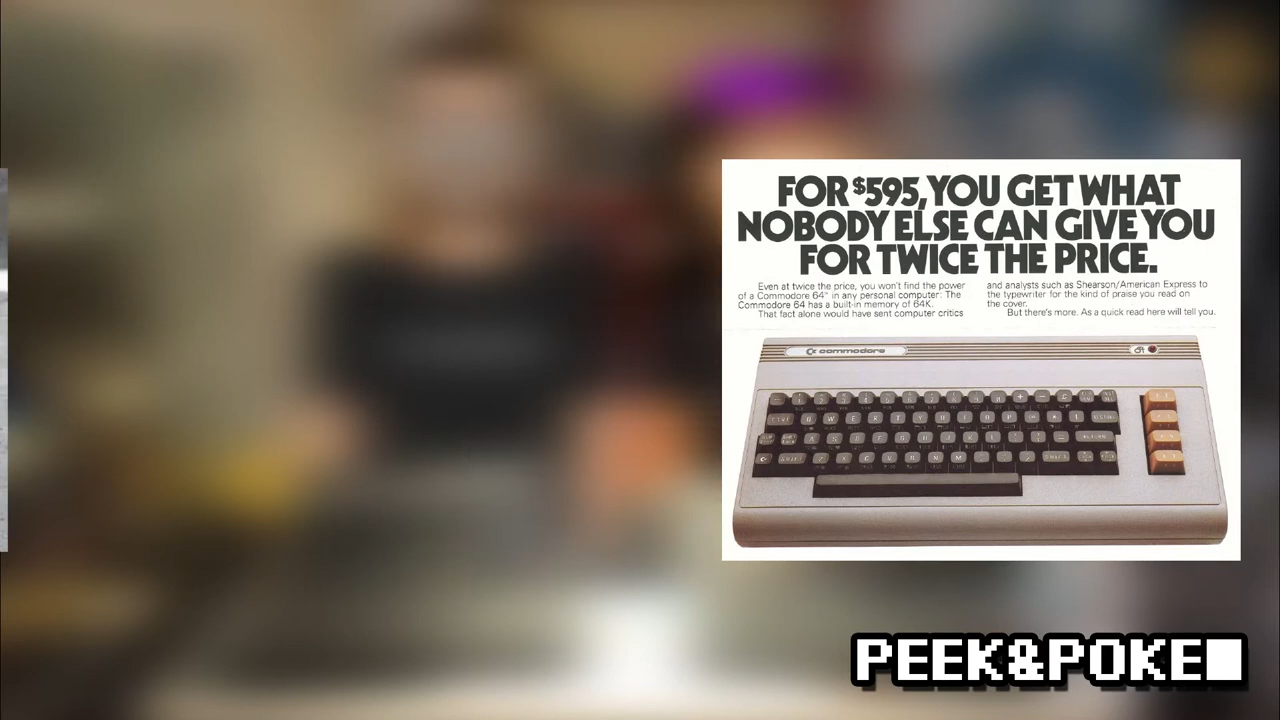 FOR $595, YOU GET WHAT
NOBODY ELSE CAN GIVE YOU
FOR TWICE THE PRICE.
Even at twice the price, you won't find the power
of a Commodore 64™ in any personal computer: The
Commodore 64 has a built-in memory of 64K.
That fact alone would have sent computer critics
and analysts such as Shearson/American Express to
the typewriter for the kind of praise you read on
the cover.
But there's more. As a quick read here will tell you.
commodore
RETURN
PEEK&POKE